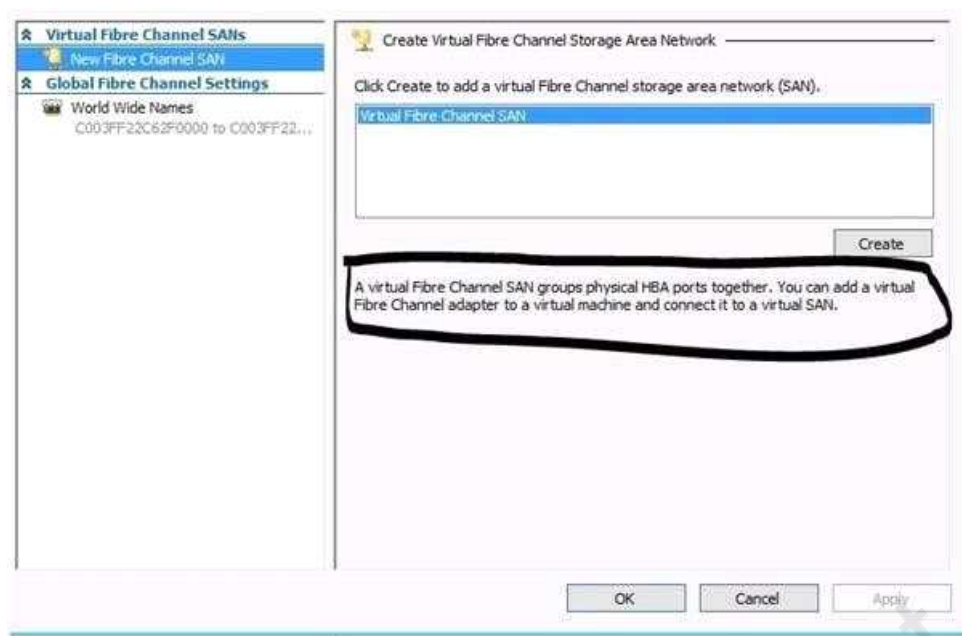 Virtual Fibre Channel SANs
New Fibre Channel SAN
Global Fibre Channel Settings
World Wide Names
C003FF22C62F0000 to C003FF22...
Create Virtual Fibre Channel Storage Area Network
Click Create to add a virtual Fibre Channel storage area network (SAN).
Virtual Fibre Channel SAN
Create
A virtual Fibre Channel SAN groups physical HBA ports together. You can add a virtual
Fibre Channel adapter to a virtual machine and connect it to a virtual SAN.
OK
Cancel
Apply